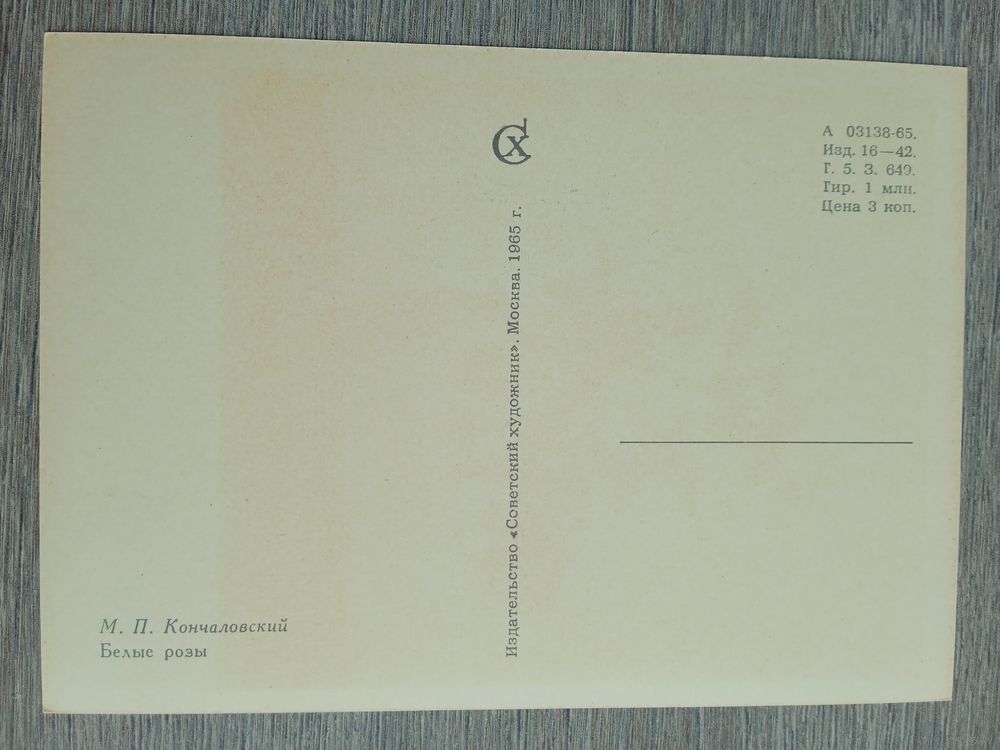 СХ
А 03138-65.
Изд. 16—42.
Т. 5. З. 649.
Тир. 1 млн.
Цена 3 коп.
Издательство «Советский художник». Москва. 1965 г.
М. П. Кончаловский
Белые розы